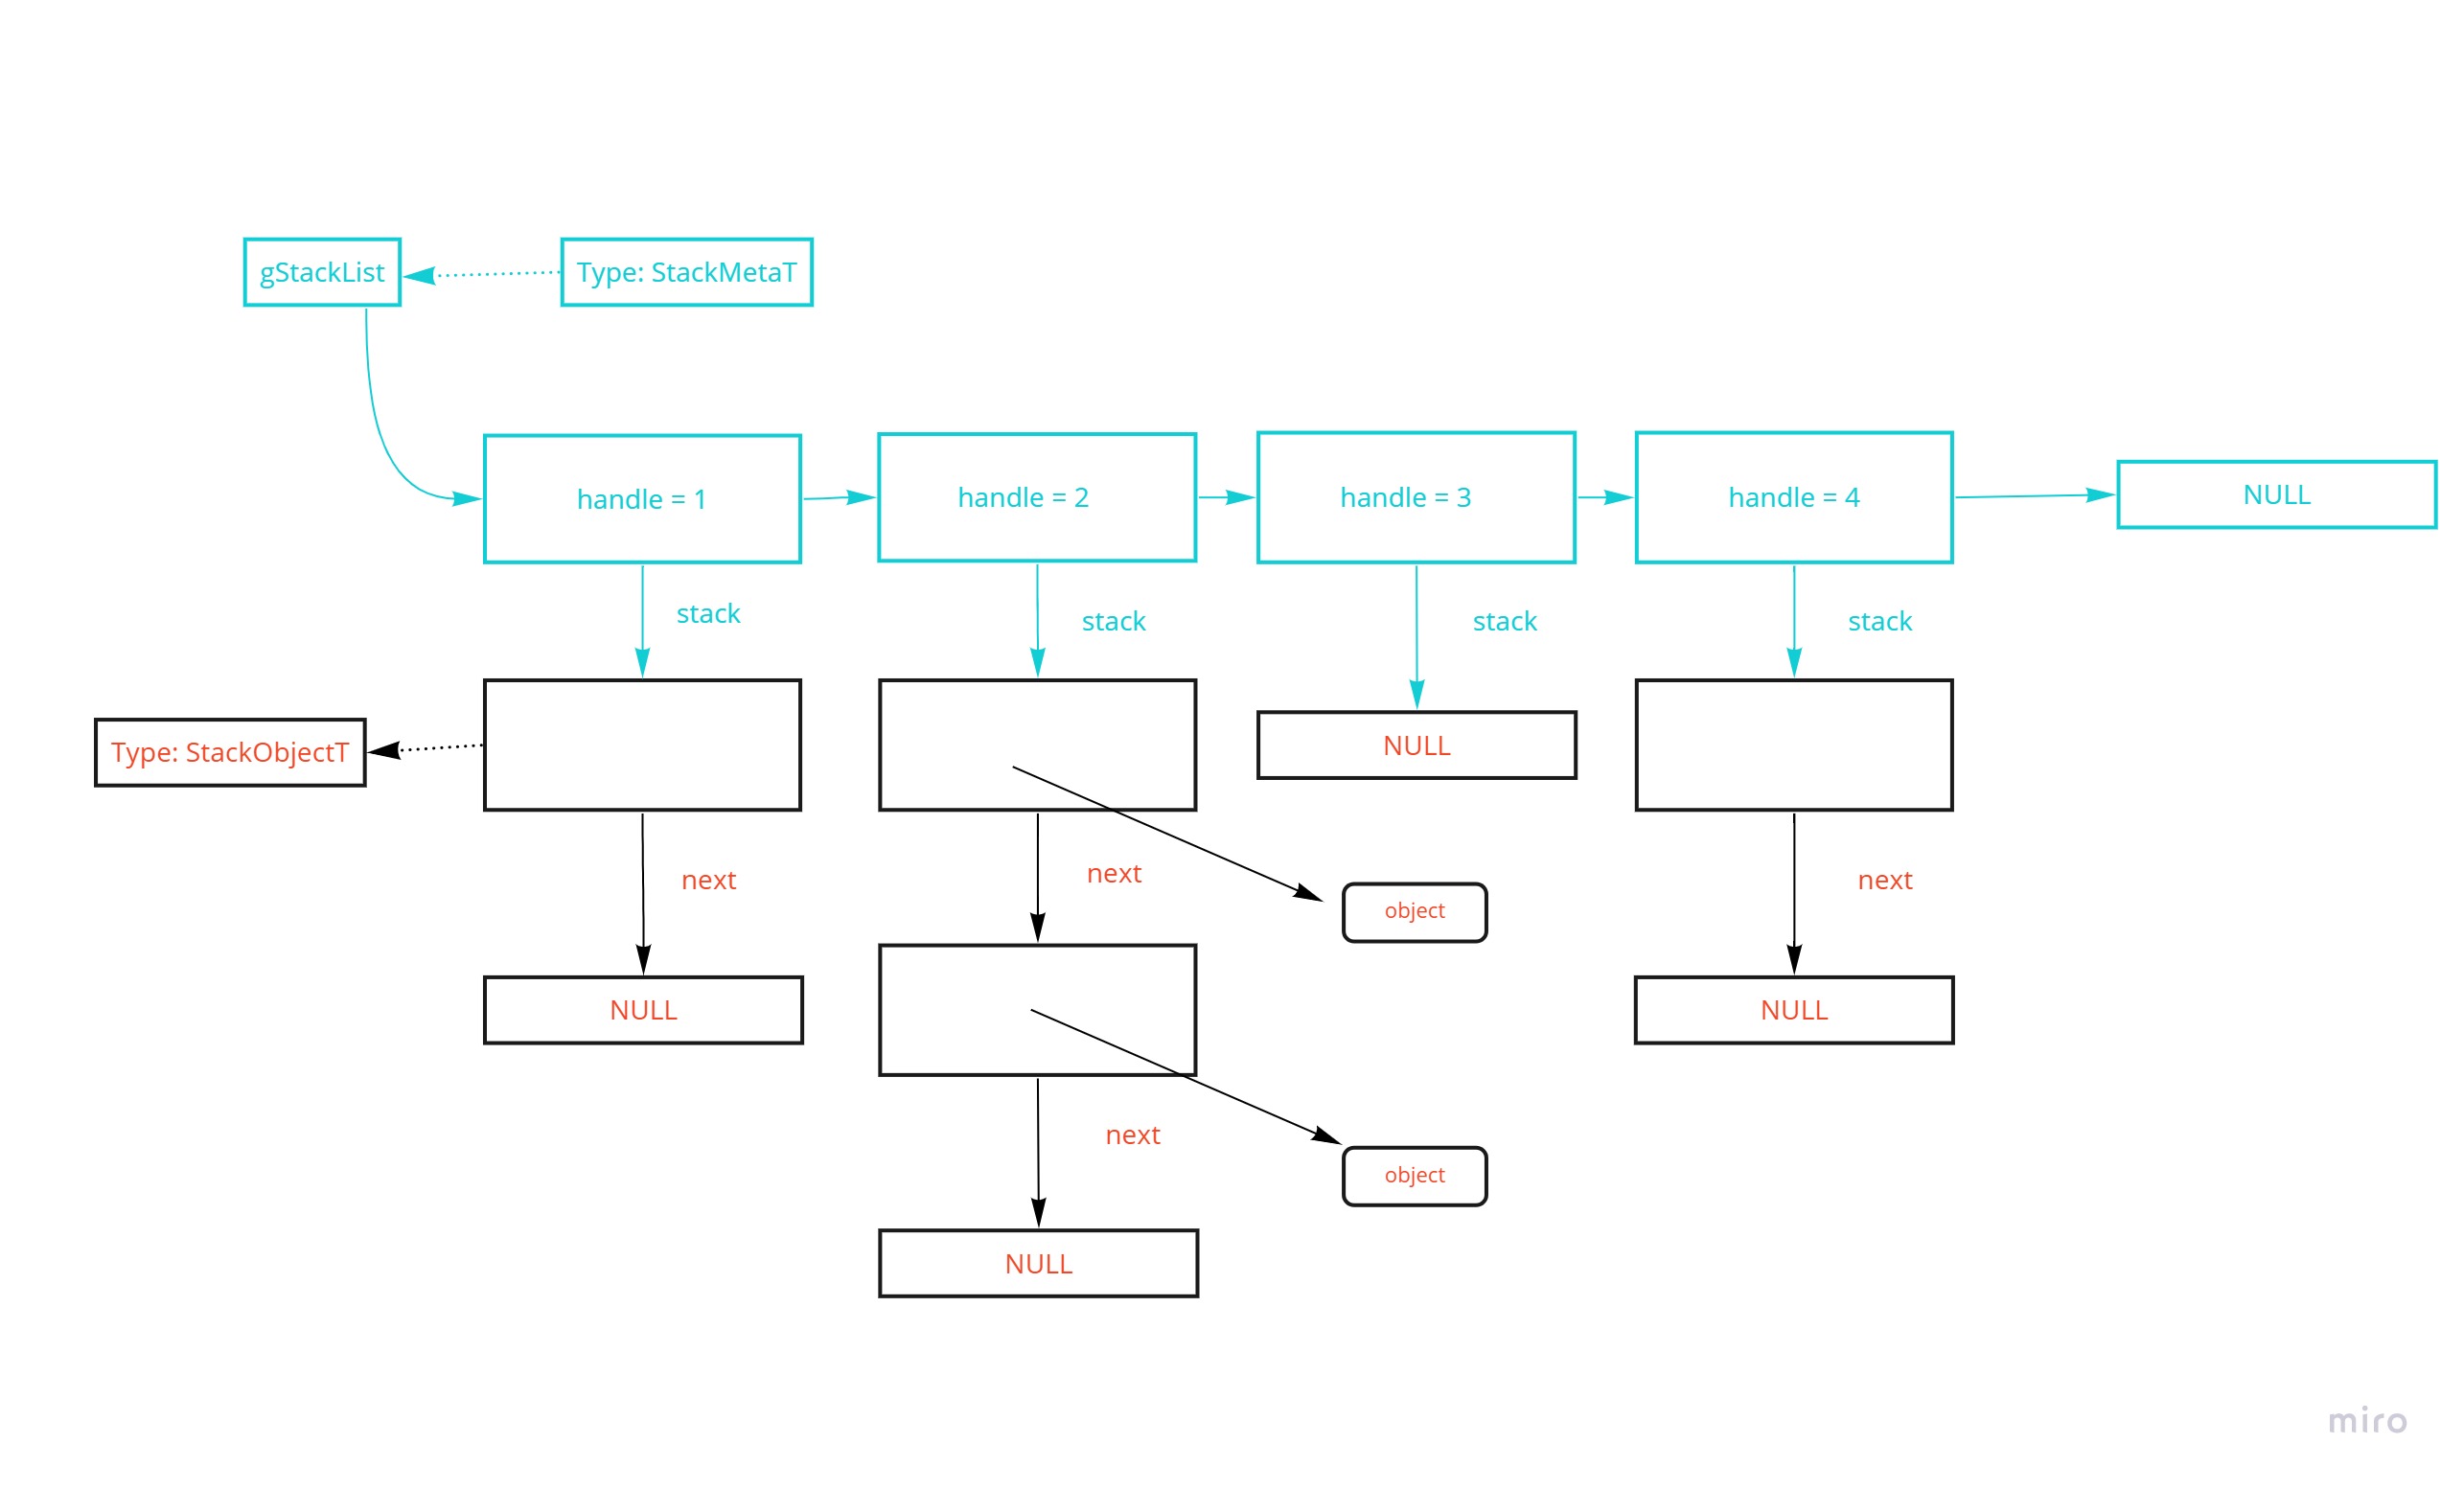 gStackList
Type: StackMetaT
handle = 1
handle = 2
handle = 3
handle = 4
NULL
stack
stack
stack
stack
Type: StackObjectT
NULL
next
next
next
object
NULL
NULL
next
object
NULL
miro